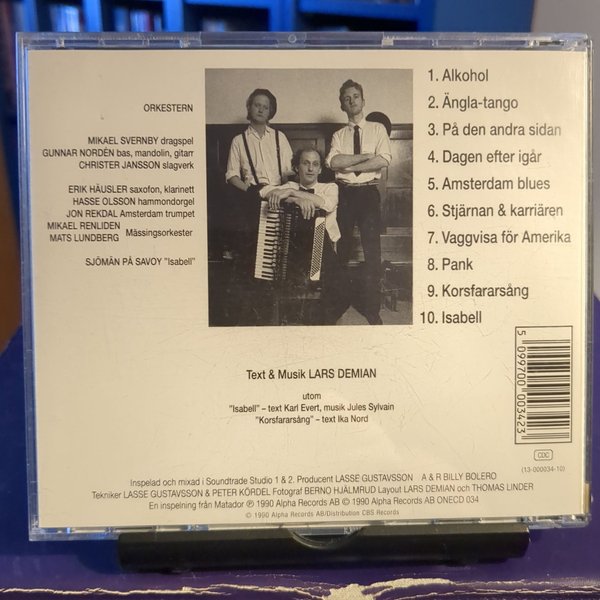 ORKESTERN
MIKAEL SVERNBY dragspel
GUNNAR NORDÉN bas, mandolin, gitarr
CHRISTER JANSSON slagverk
ERIK HÄUSLER saxofon, klarinett
HASSE OLSSON hammondorgel
JON REKDAL Amsterdam trumpet
MIKAEL RENLIDEN
MATS LUNDBERG Mässingsorkester
SJÖMÄN PÅ SAVOY "Isabell"
1. Alkohol
2. Ängla-tango
3. På den andra sidan
4. Dagen efter igår
5. Amsterdam blues
6. Stjärnan & karriären
7. Vaggvisa för Amerika
8. Pank
9. Korsfararsång
10. Isabell
5 099700 003423
CDC
(13-000034-10)
Text & Musik LARS DEMIAN
utom
"Isabell" – text Karl Evert, musik Jules Sylvain
"Korsfararsång" – text Ika Nord
Inspelad och mixad i Soundtrade Studio 1 & 2. Producent LASSE GUSTAVSSON A & R BILLY BOLERO
Tekniker LASSE GUSTAVSSON & PETER KÖRDEL Fotograf BERNO HJÄLMRUD Layout LARS DEMIAN och THOMAS LINDER
En inspelning från Matador ℗ 1990 Alpha Records AB © 1990 Alpha Records AB ONECD 034
© 1990 Alpha Records AB/Distribution CBS Records